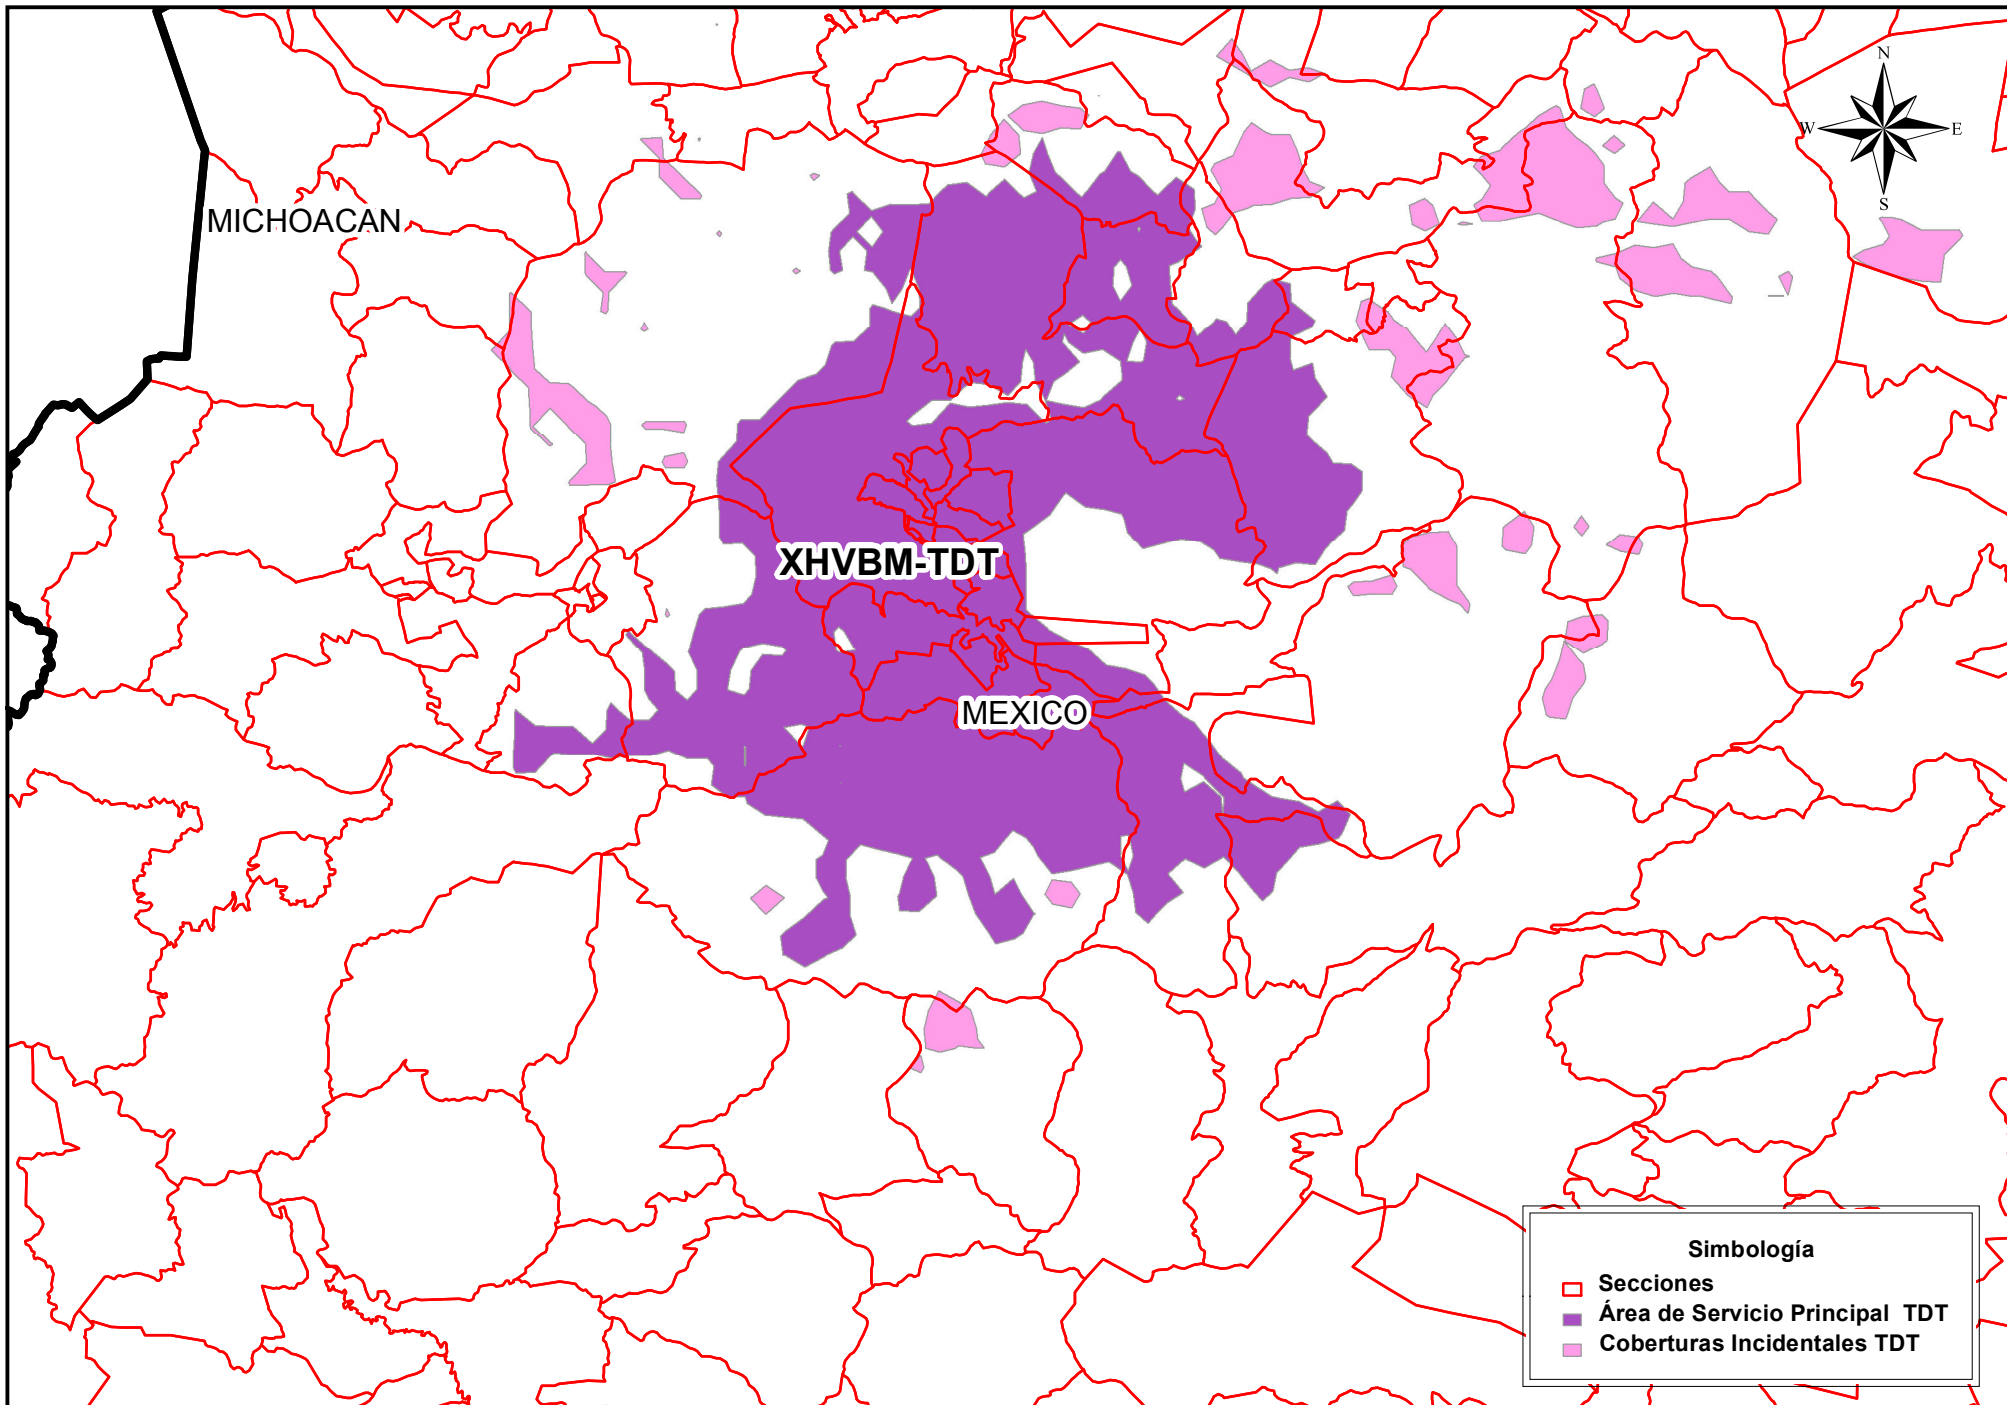 N
W E
S
MICHOACAN
XHVBM-TDT
MEXICO
Simbología
Secciones
Área de Servicio Principal TDT
Coberturas Incidentales TDT